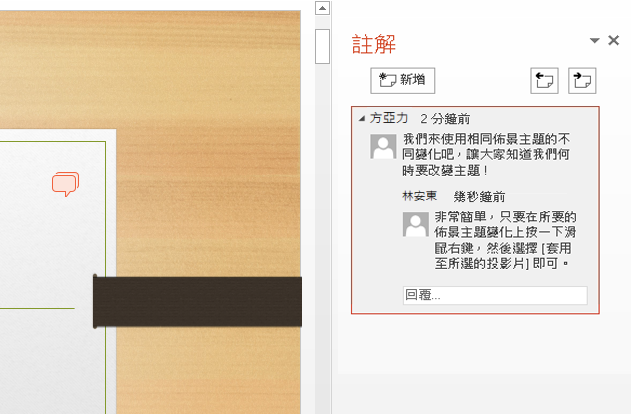 註解
新增
方亞力 2 分鐘前
我們來使用相同佈景主題的不
同變化吧，讓大家知道我們何
時要改變主題！
林安東 幾秒鐘前
非常簡單，只要在所要的
佈景主題變化上按一下滑
鼠右鍵，然後選擇 [套用
至所選的投影片] 即可。
回覆...